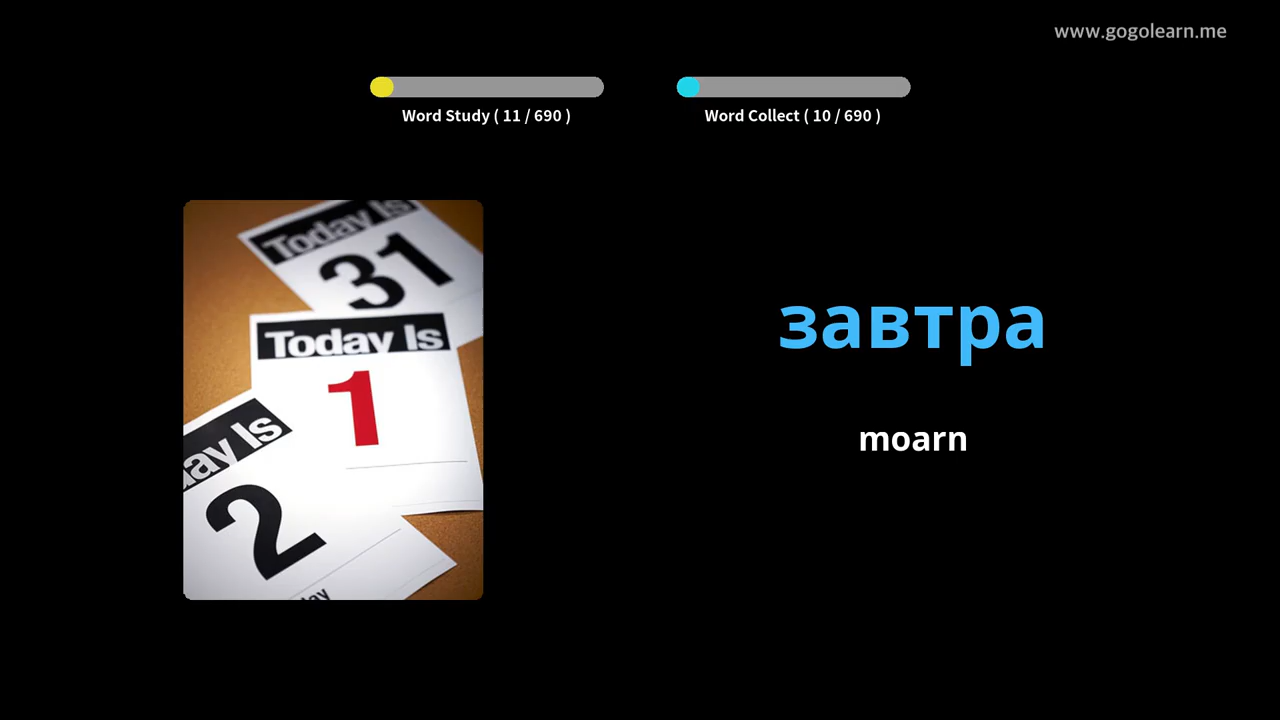 www.gogolearn.me
Word Study ( 11 / 690 )
Word Collect ( 10 / 690 )
Today Is
31
Today Is
1
ay Is
2
завтра
moarn